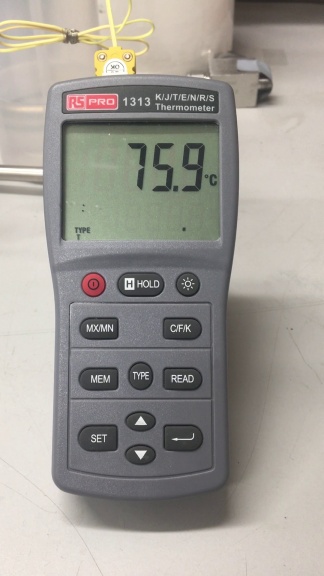 RS PRO 1313 K/J/T/E/N/R/S
Thermometer
75.9 °C
TYPE
T
H HOLD
MX/MN C/F/K
MEM TYPE READ
SET